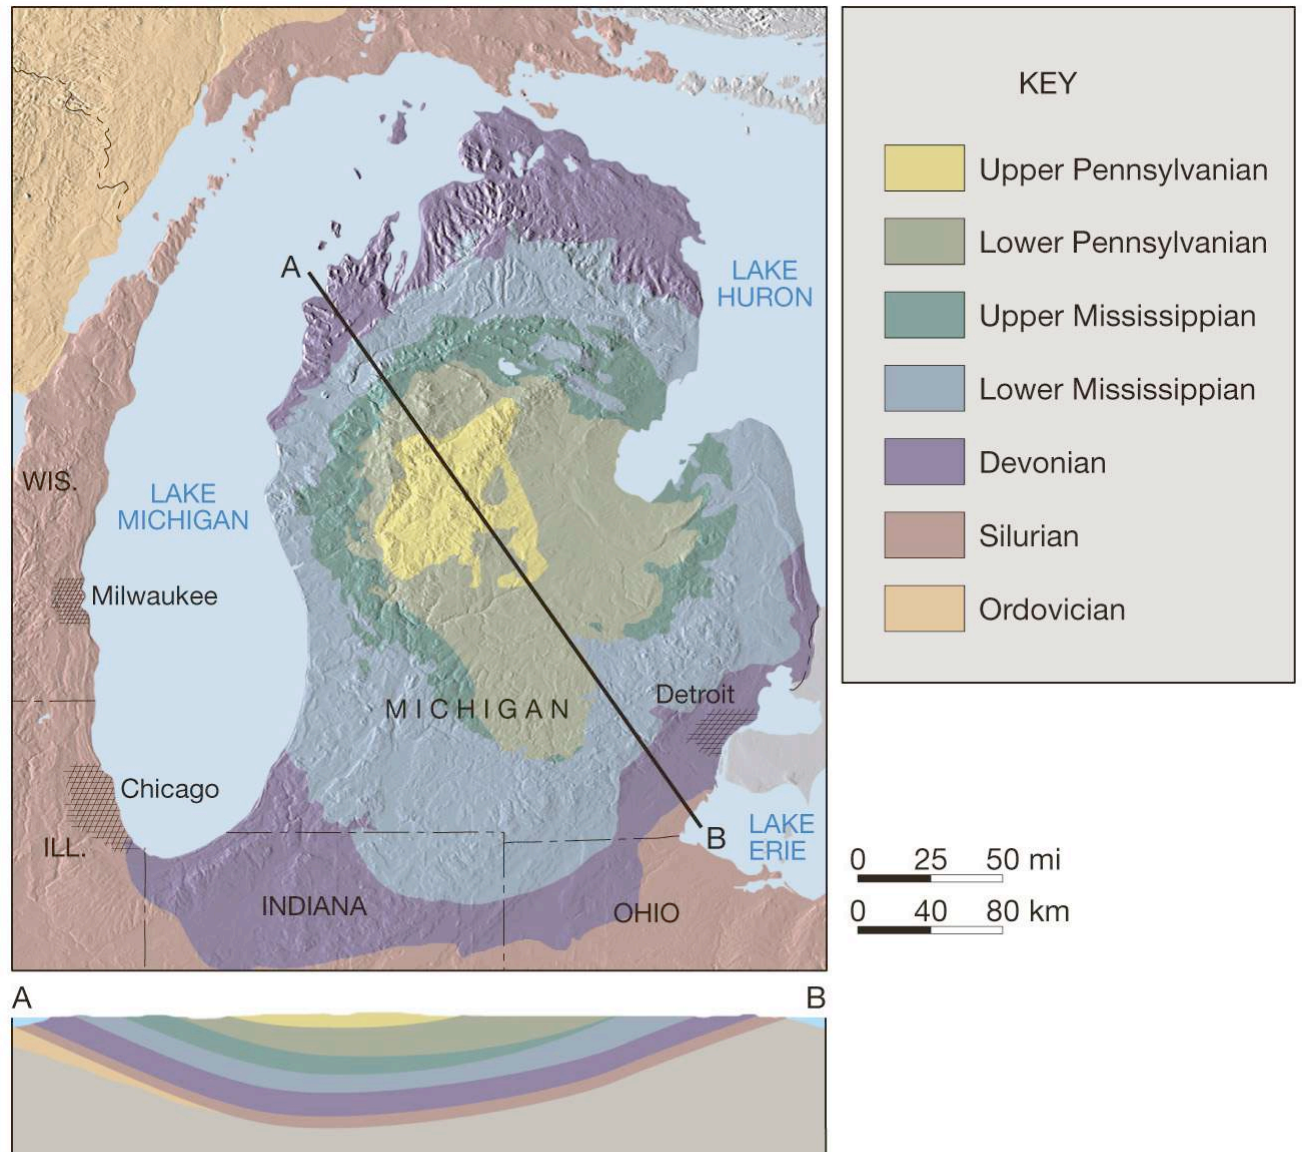 A
LAKE
HURON
WIS.
LAKE
MICHIGAN
Milwaukee
Detroit
MICHIGAN
Chicago
B
LAKE
ERIE
ILL.
INDIANA
OHIO
KEY
Upper Pennsylvanian
Lower Pennsylvanian
Upper Mississippian
Lower Mississippian
Devonian
Silurian
Ordovician
0 25 50 mi
0 40 80 km
A B